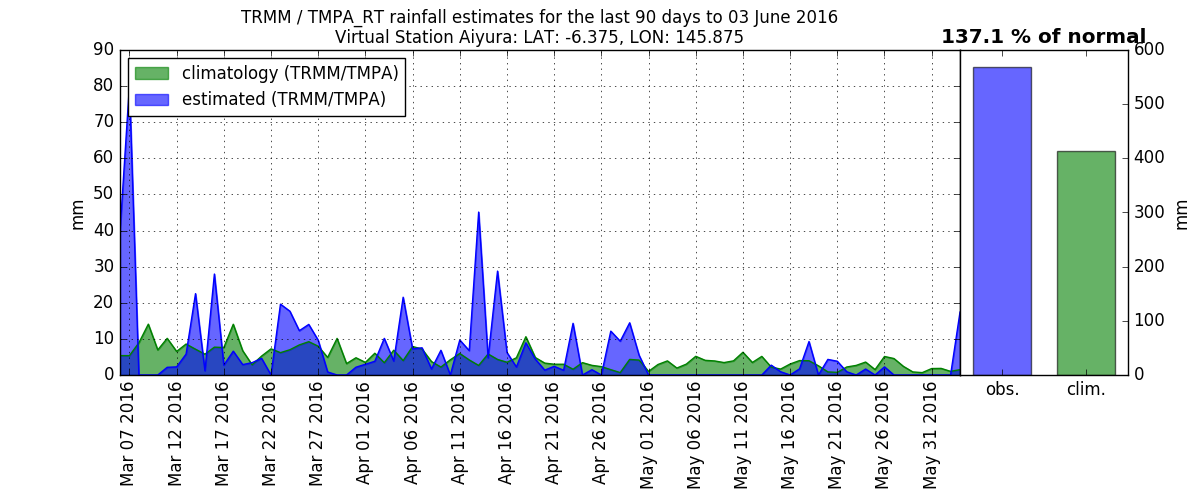 TRMM / TMPA_RT rainfall estimates for the last 90 days to 03 June 2016
Virtual Station Aiyura: LAT: -6.375, LON: 145.875
137.1 % of normal
climatology (TRMM/TMPA)
estimated (TRMM/TMPA)
mm
90
80
70
60
50
40
30
20
10
0
Mar 07 2016
Mar 12 2016
Mar 17 2016
Mar 22 2016
Mar 27 2016
Apr 01 2016
Apr 06 2016
Apr 11 2016
Apr 16 2016
Apr 21 2016
Apr 26 2016
May 01 2016
May 06 2016
May 11 2016
May 16 2016
May 21 2016
May 26 2016
May 31 2016
obs.
clim.
600
500
400
300
200
100
0
mm